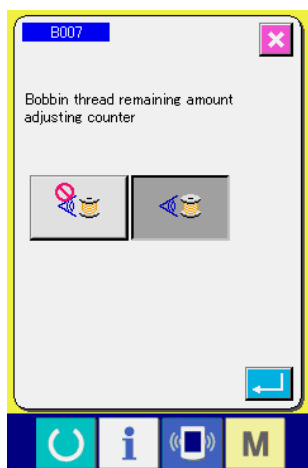 B007
Bobbin thread remaining amount
adjusting counter
i
M